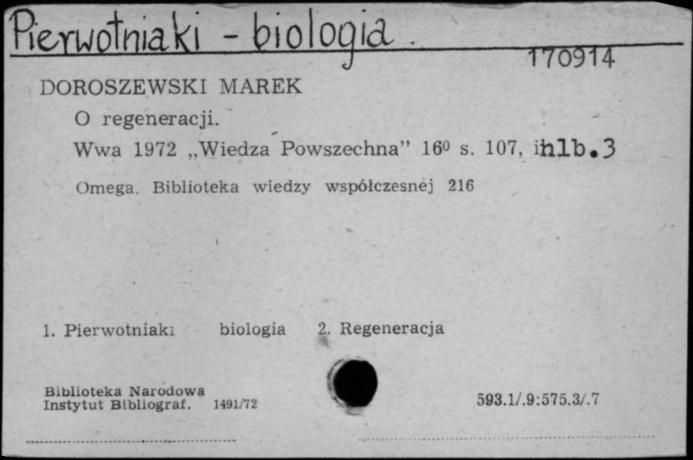 Pierwotniaki - biologia.
170914
DOROSZEWSKI MAREK
O regeneracji.
Wwa 1972 „Wiedza Powszechna” 16⁰ s. 107, ihlb.3
Omega. Biblioteka wiedzy współczesnej 216
1. Pierwotniaki biologia 2. Regeneracja
Biblioteka Narodowa
Instytut Bibliograf. 1491/72
593.1/.9:575.3/.7